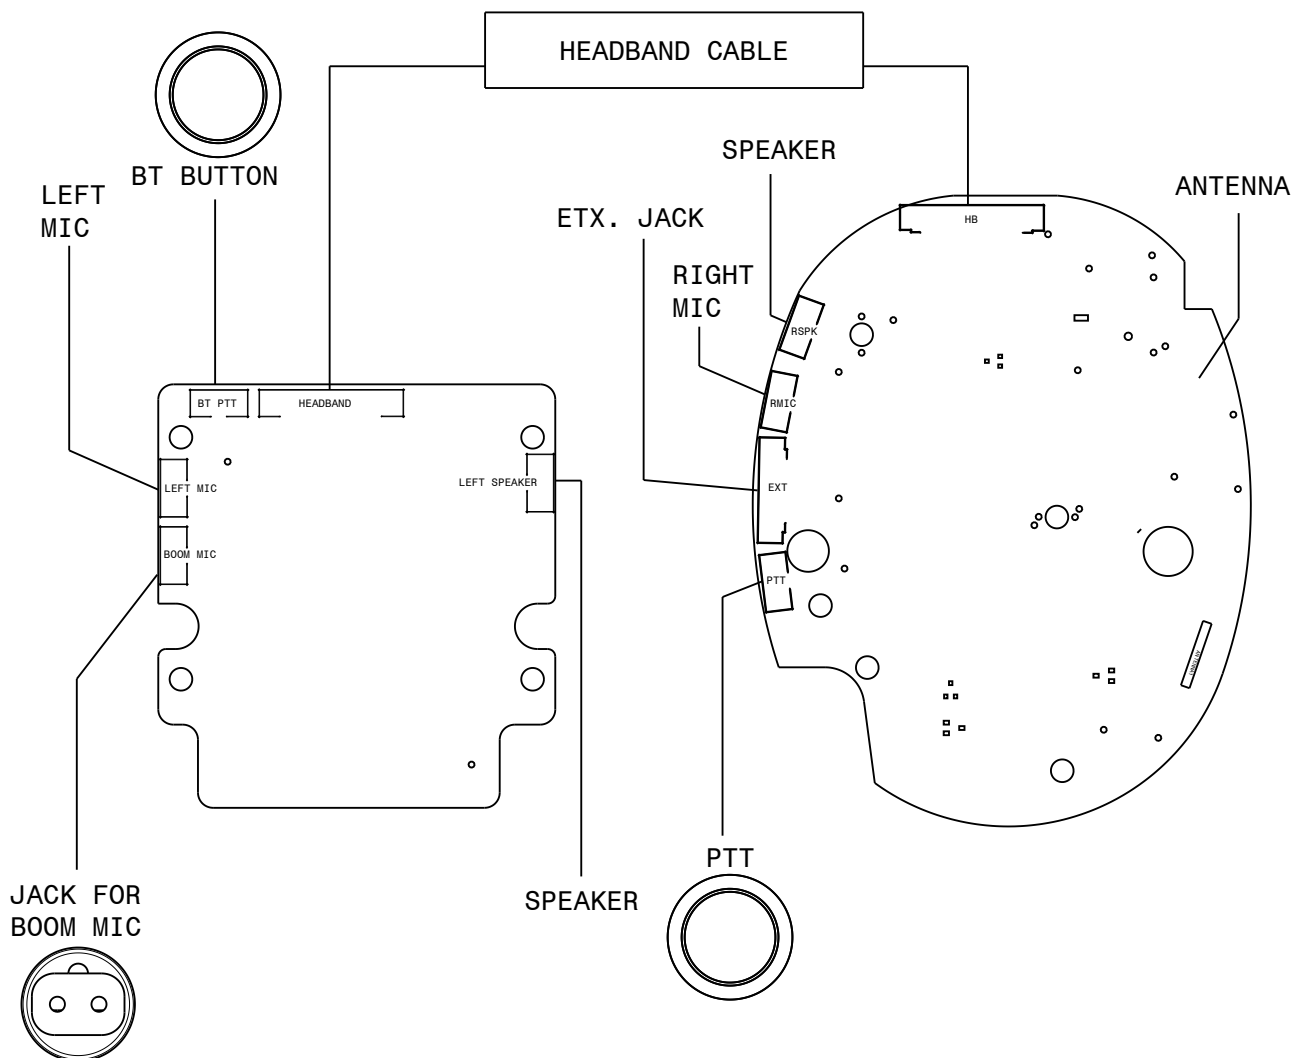 HEADBAND CABLE
SPEAKER
BT BUTTON
ANTENNA
LEFT
MIC
ETX. JACK
HB
RIGHT
MIC
RSPK
BT PTT
HEADBAND
RMIC
LEFT MIC
LEFT SPEAKER
EXT
BOOM MIC
PTT
ANTENNA
PTT
JACK FOR
BOOM MIC
SPEAKER